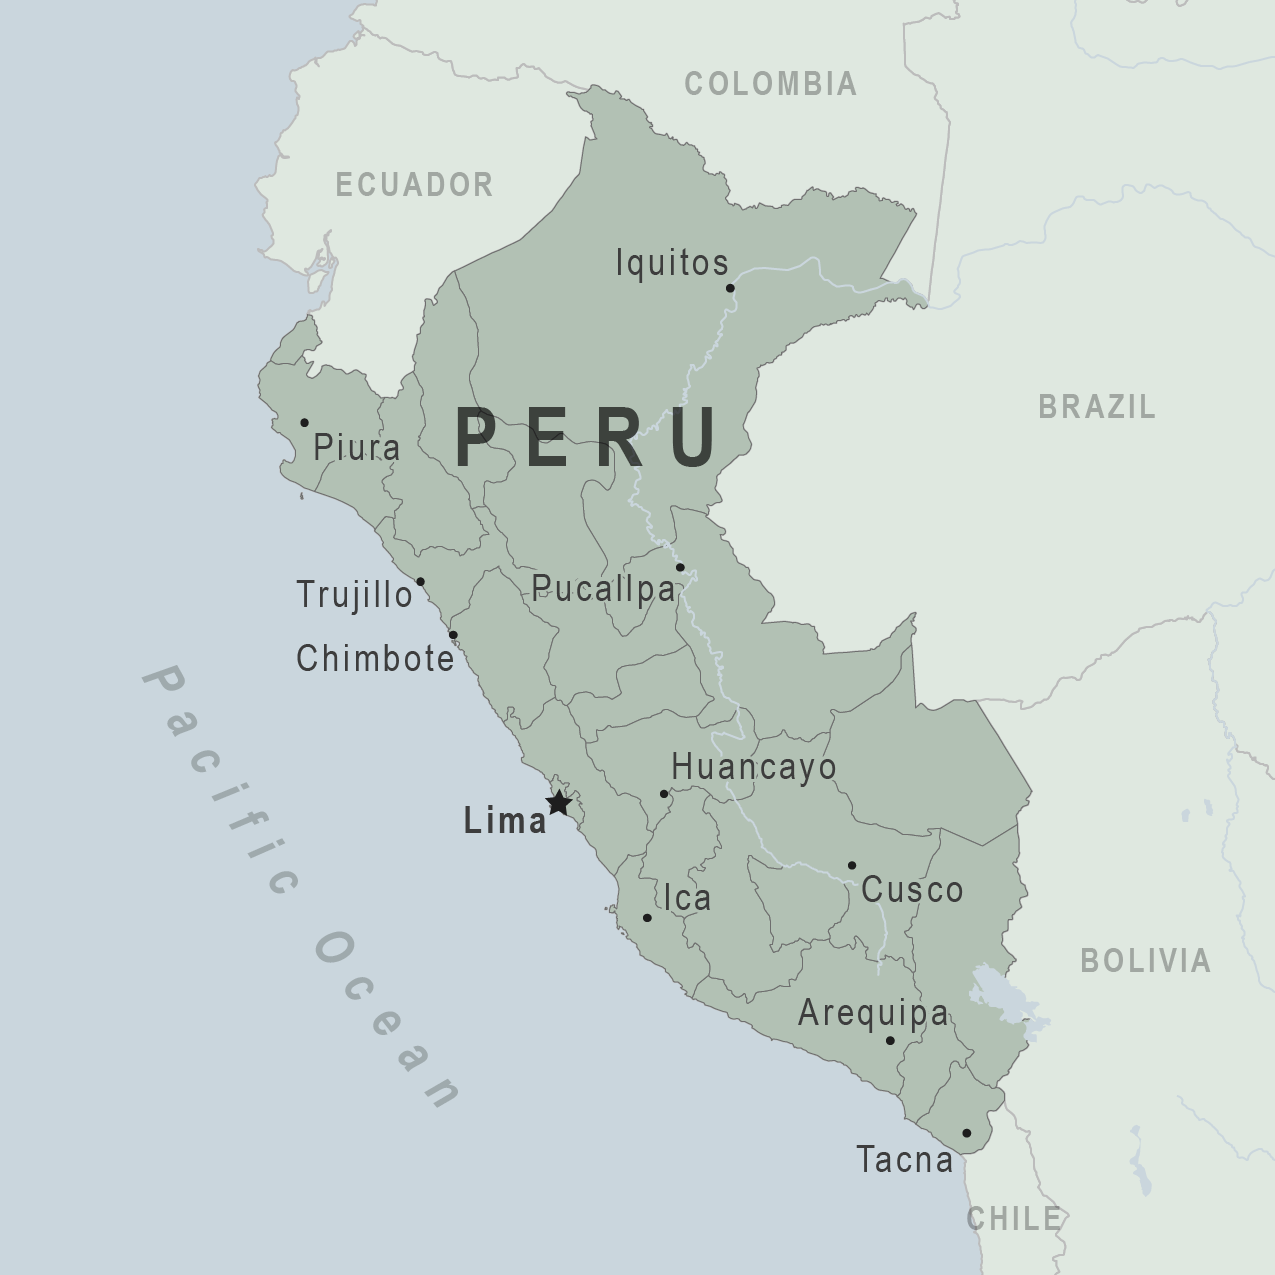 COLOMBIA
ECUADOR
Iquitos
BRAZIL
PERU
Piura
Pucallpa
Trujillo
Chimbote
Pacific Ocean
Huancayo
Lima
Cusco
Ica
BOLIVIA
Arequipa
Tacna
CHILE